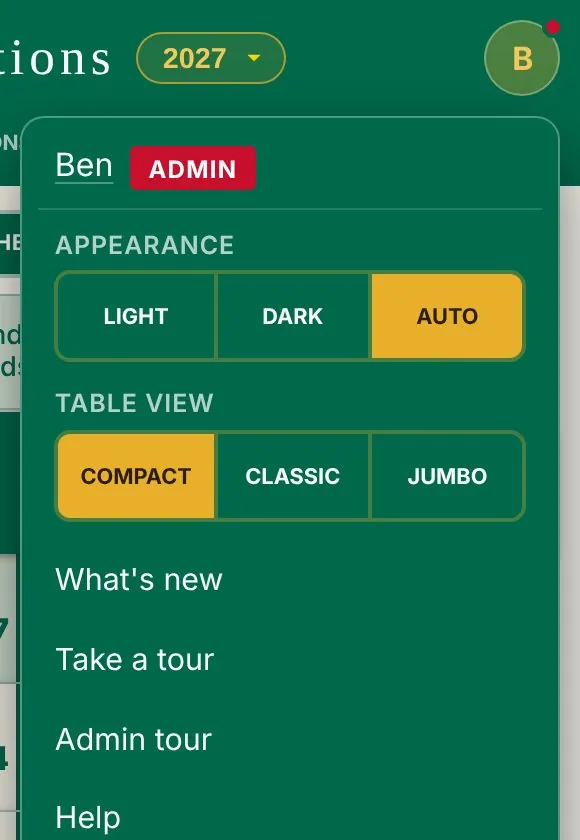 tions 2027 B
Ben ADMIN
APPEARANCE
LIGHT DARK AUTO
TABLE VIEW
COMPACT CLASSIC JUMBO
What's new
Take a tour
Admin tour
Help